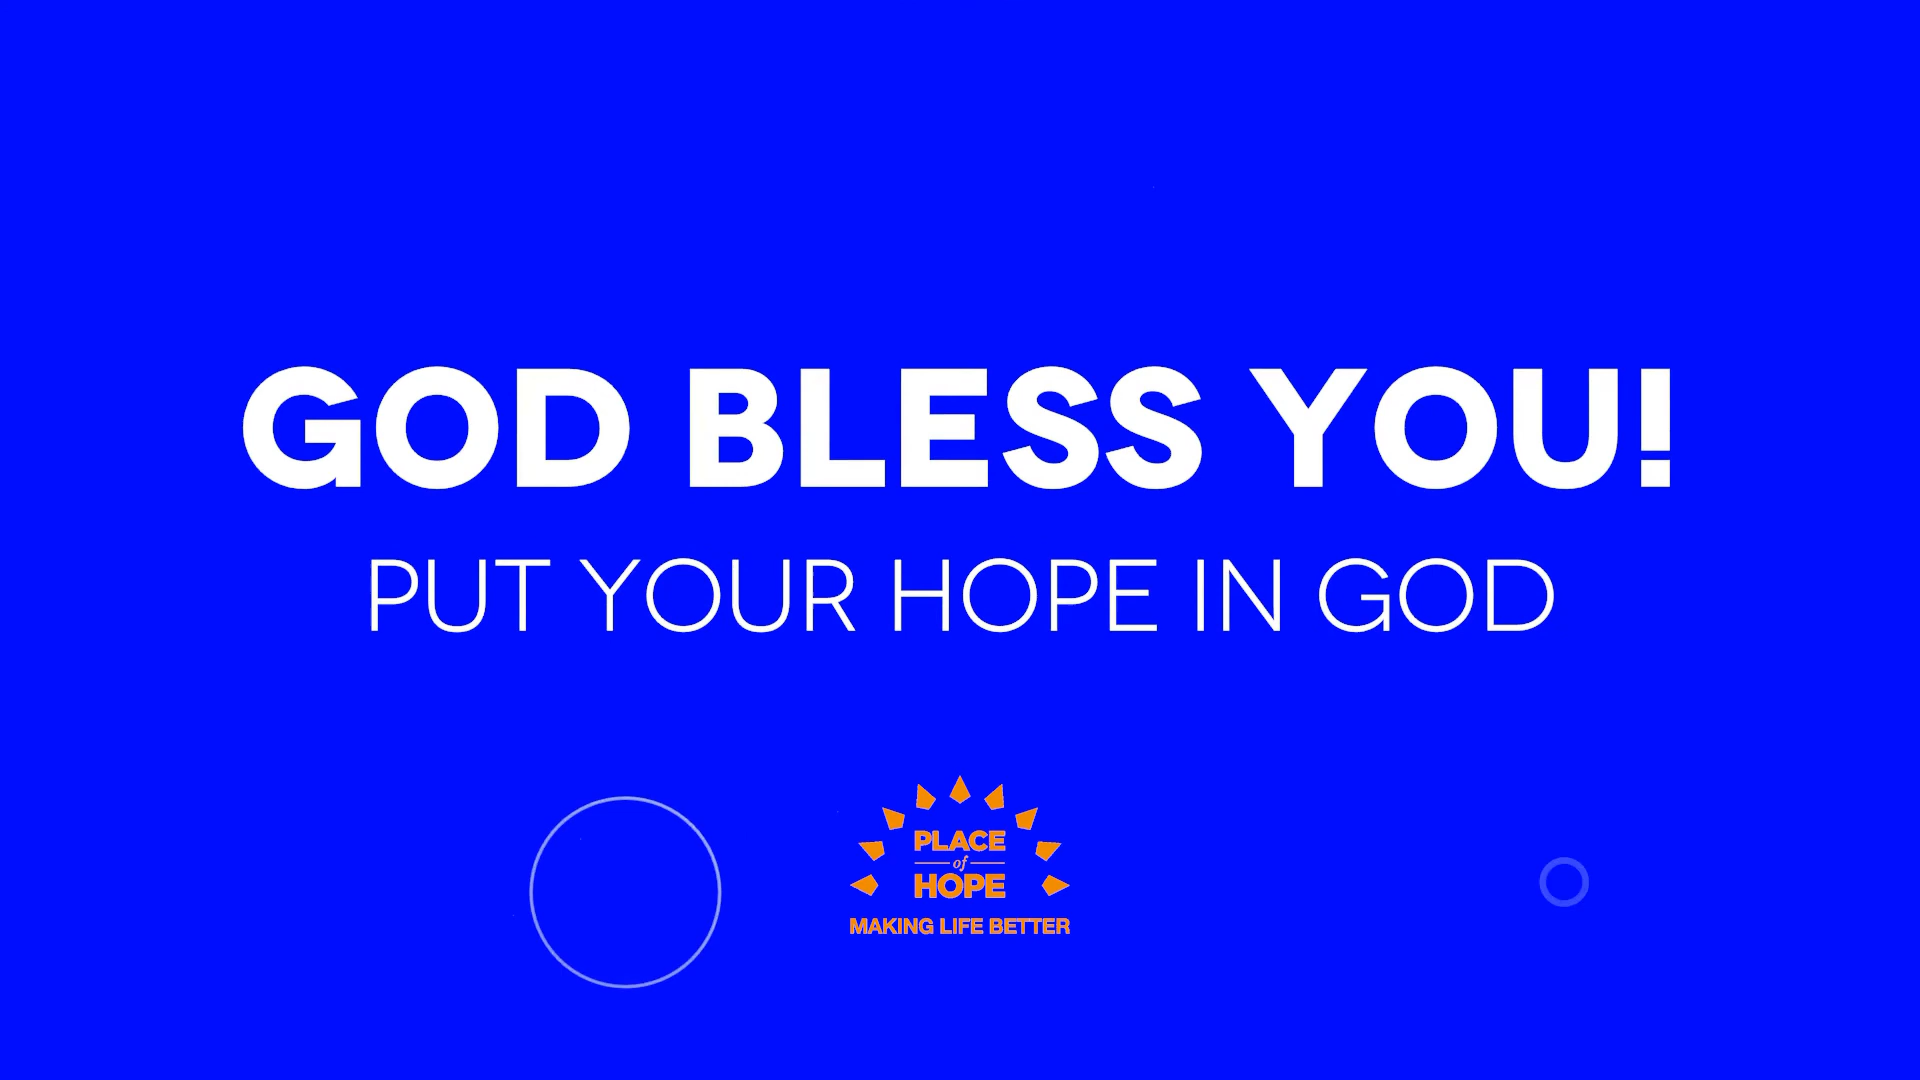 GOD BLESS YOU!
PUT YOUR HOPE IN GOD
PLACE
of
HOPE
MAKING LIFE BETTER